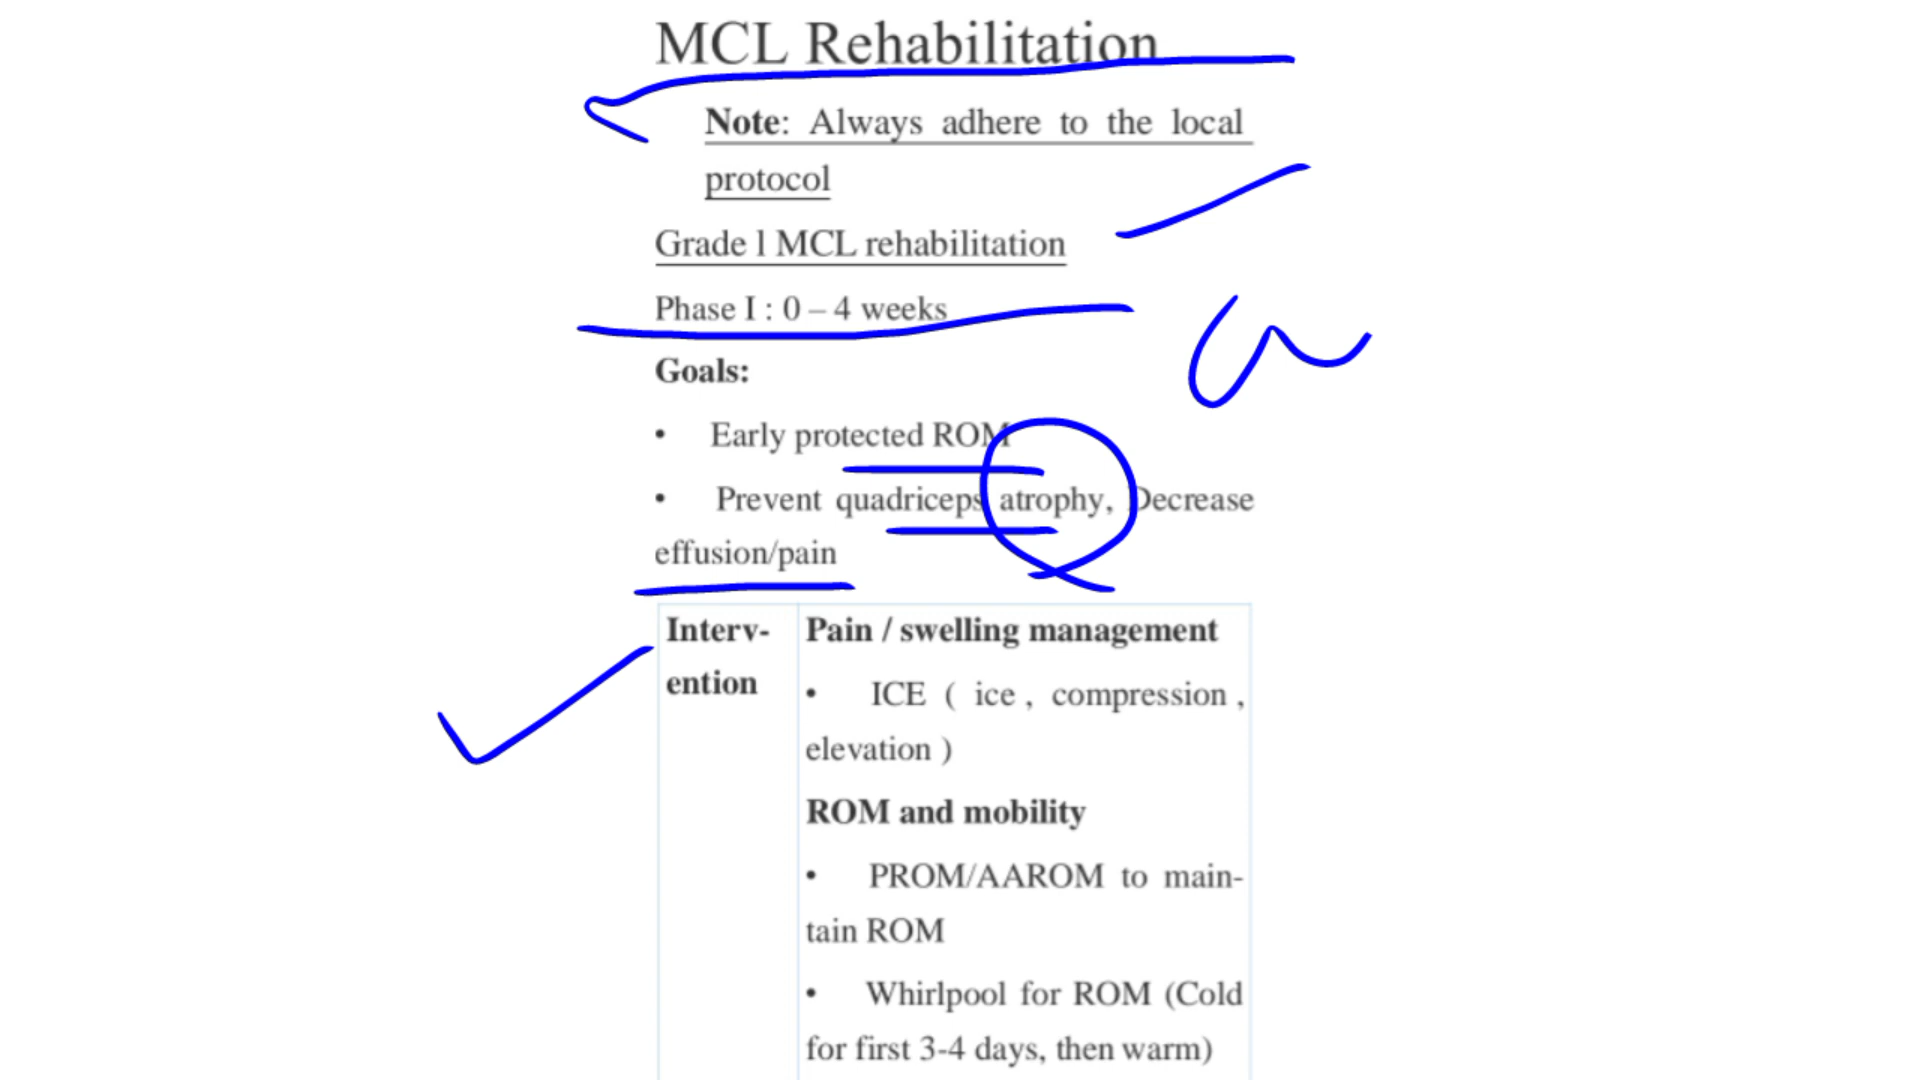 MCL Rehabilitation
Note: Always adhere to the local
protocol
Grade l MCL rehabilitation
Phase I : 0 – 4 weeks
Goals:
• Early protected ROM
• Prevent quadriceps atrophy, Decrease
effusion/pain
Interv-
ention
Pain / swelling management
• ICE ( ice , compression ,
elevation )
ROM and mobility
• PROM/AAROM to main-
tain ROM
• Whirlpool for ROM (Cold
for first 3-4 days, then warm)